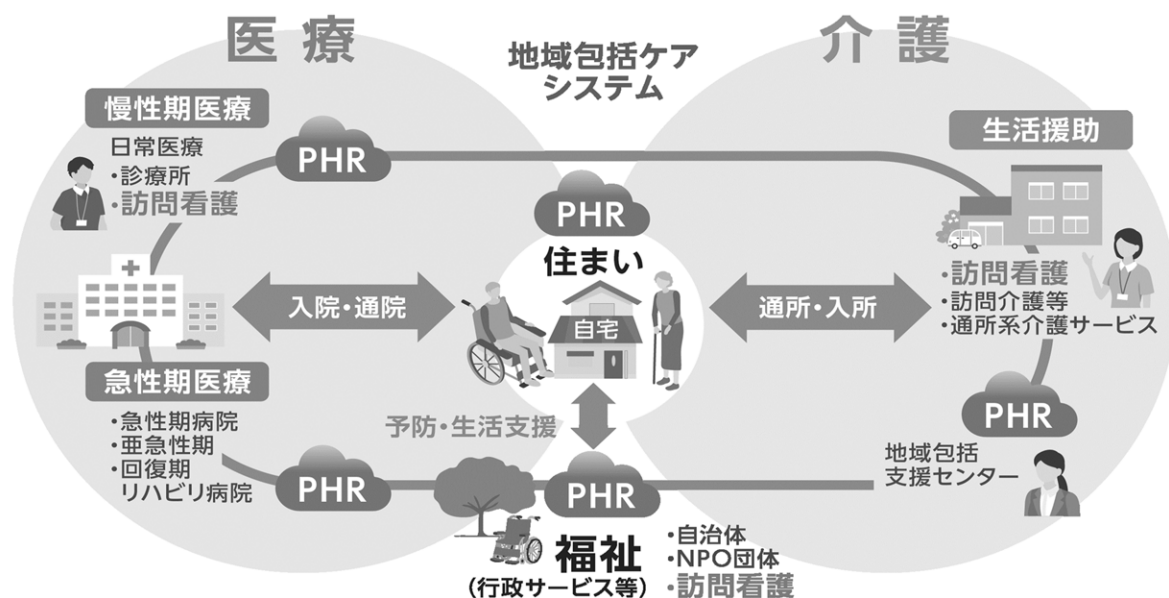 医療
介護
地域包括ケア
システム
慢性期医療
日常医療
・診療所
・訪問看護
PHR
生活援助
PHR
住まい
自宅
入院・通院
通所・入所
・訪問看護
・訪問介護等
・通所系介護サービス
急性期医療
・急性期病院
・亜急性期
・回復期
リハビリ病院
予防・生活支援
PHR
地域包括
支援センター
PHR
PHR
福祉
(行政サービス等)
・自治体
・NPO団体
・訪問看護